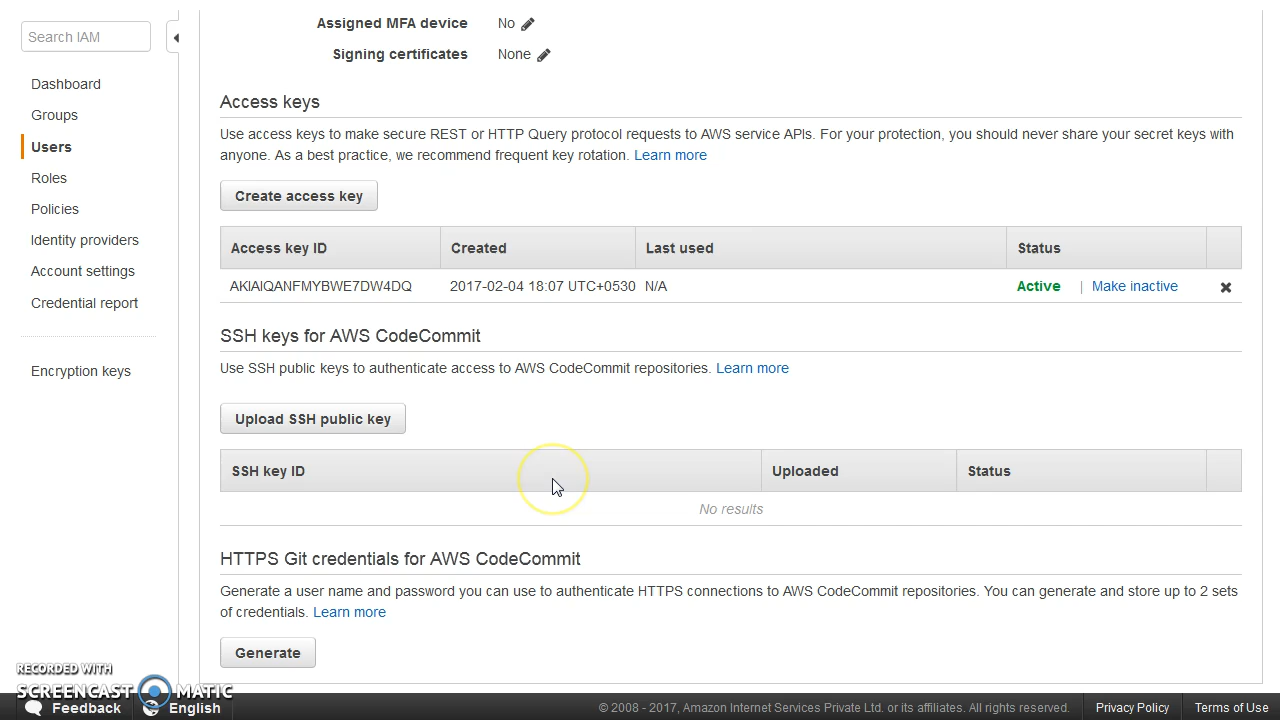 Search IAM
Dashboard
Groups
Users
Roles
Policies
Identity providers
Account settings
Credential report
Encryption keys
Assigned MFA device No
Signing certificates None
Access keys
Use access keys to make secure REST or HTTP Query protocol requests to AWS service APIs. For your protection, you should never share your secret keys with
anyone. As a best practice, we recommend frequent key rotation. Learn more
Create access key
Access key ID Created Last used Status
AKIAIQANFMYBWE7DW4DQ 2017-02-04 18:07 UTC+0530 N/A Active | Make inactive
SSH keys for AWS CodeCommit
Use SSH public keys to authenticate access to AWS CodeCommit repositories. Learn more
Upload SSH public key
SSH key ID Uploaded Status
No results
HTTPS Git credentials for AWS CodeCommit
Generate a user name and password you can use to authenticate HTTPS connections to AWS CodeCommit repositories. You can generate and store up to 2 sets
of credentials. Learn more
Generate
RECORDED WITH
SCREENCAST MATIC
Feedback English © 2008 - 2017, Amazon Internet Services Private Ltd. or its affiliates. All rights reserved. Privacy Policy Terms of Use